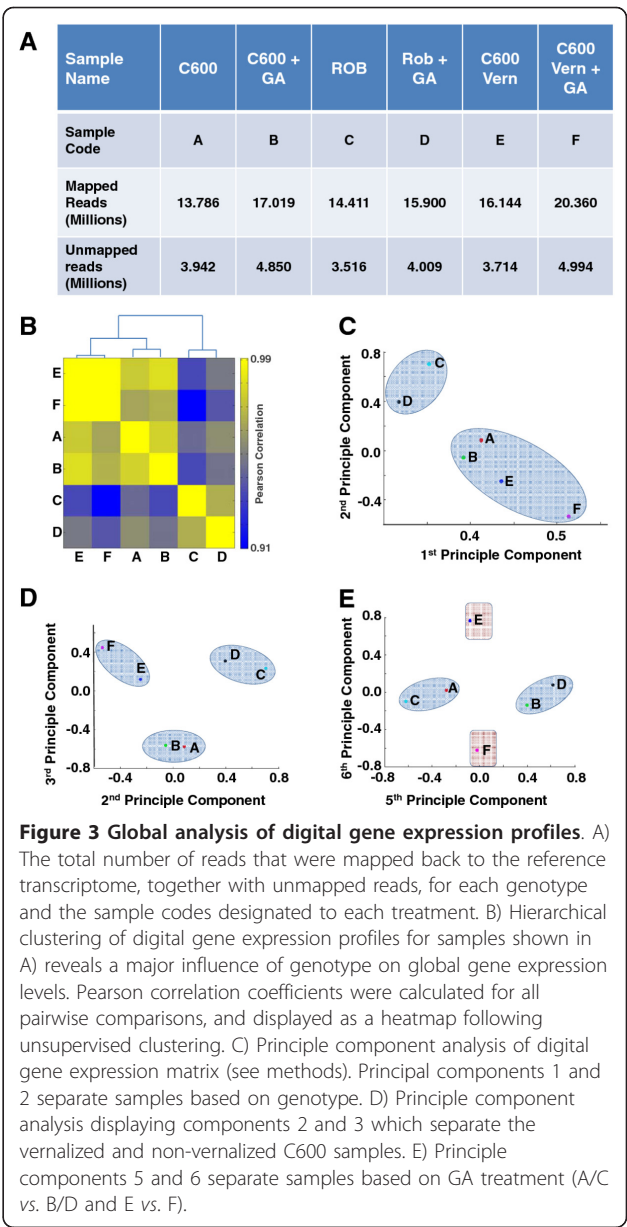 A
Sample Name C600 C600 + GA ROB Rob + GA C600 Vern C600 Vern + GA
Sample Code A B C D E F
Mapped Reads (Millions) 13.786 17.019 14.411 15.900 16.144 20.360
Unmapped reads (Millions) 3.942 4.850 3.516 4.009 3.714 4.994
B
E
F
A
B
C
D
E F A B C D
0.99
Pearson Correlation
0.91
C
2nd Principle Component
0.8
0.4
0.0
-0.4
C
D
A
B
E
F
0.4 0.5
1st Principle Component
D
3rd Principle Component
0.4
0.0
-0.4
-0.8
F
E
D
C
B A
-0.4 0.0 0.4 0.8
2nd Principle Component
E
6th Principle Component
0.8
0.4
0.0
-0.4
-0.8
E
A
C
D
B
F
-0.8 -0.4 0.0 0.4 0.8
5th Principle Component
Figure 3 Global analysis of digital gene expression profiles. A)
The total number of reads that were mapped back to the reference
transcriptome, together with unmapped reads, for each genotype
and the sample codes designated to each treatment. B) Hierarchical
clustering of digital gene expression profiles for samples shown in
A) reveals a major influence of genotype on global gene expression
levels. Pearson correlation coefficients were calculated for all
pairwise comparisons, and displayed as a heatmap following
unsupervised clustering. C) Principle component analysis of digital
gene expression matrix (see methods). Principal components 1 and
2 separate samples based on genotype. D) Principle component
analysis displaying components 2 and 3 which separate the
vernalized and non-vernalized C600 samples. E) Principle
components 5 and 6 separate samples based on GA treatment (A/C
vs. B/D and E vs. F).